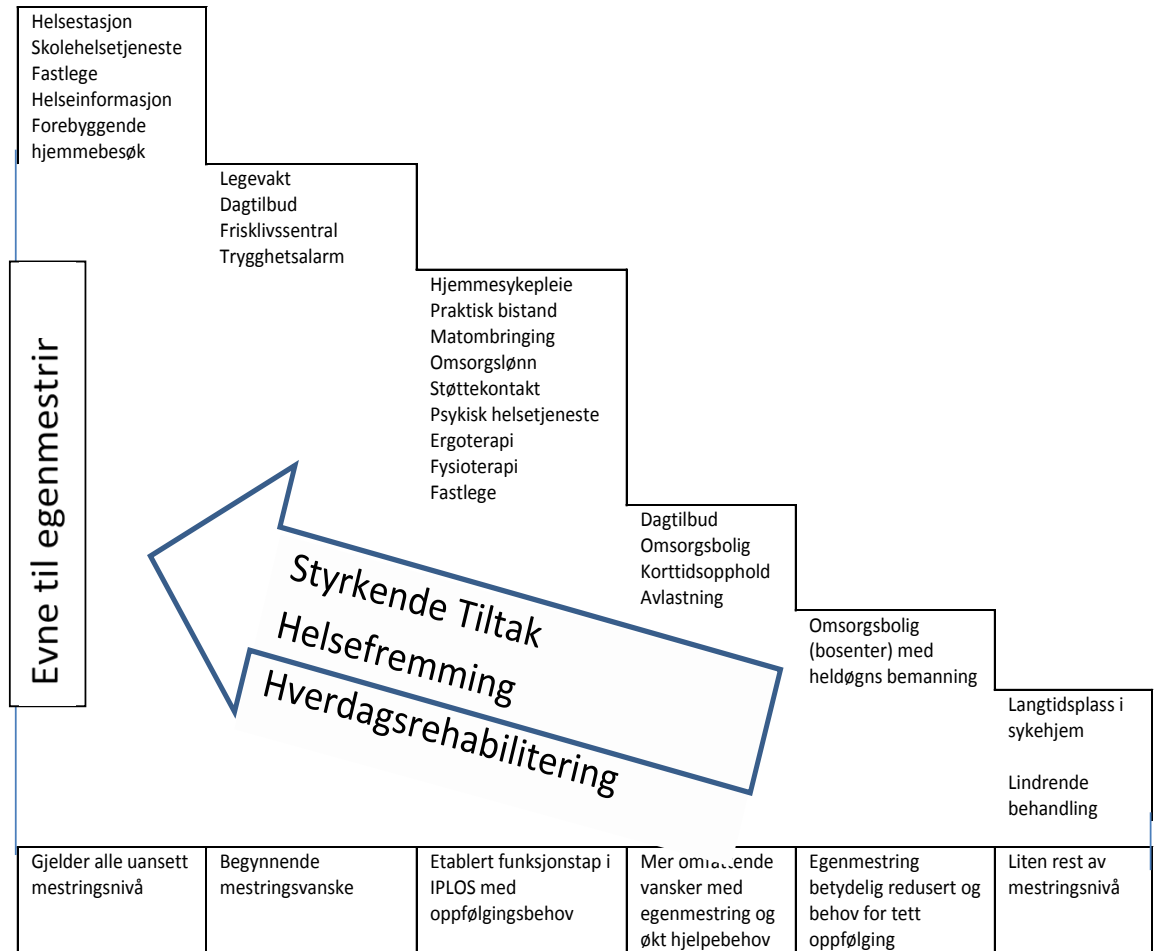 Helsestasjon
Skolehelsetjeneste
Fastlege
Helseinformasjon
Forebyggende
hjemmebesøk
Legevakt
Dagtilbud
Frisklivssentral
Trygghetsalarm
Hjemmesykepleie
Praktisk bistand
Matombringing
Omsorgslønn
Støttekontakt
Psykisk helsetjeneste
Ergoterapi
Fysioterapi
Fastlege
Dagtilbud
Omsorgsbolig
Korttidsopphold
Avlastning
Omsorgsbolig
(bosenter) med
heldøgns bemanning
Langtidsplass i
sykehjem
Lindrende
behandling
Evne til egenmestrir
Styrkende Tiltak
Helsefremming
Hverdagsrehabilitering
Gjelder alle uansett
mestringsnivå
Begynnende
mestringsvanske
Etablert funksjonstap i
IPLOS med
oppfølgingsbehov
Mer omfattende
vansker med
egenmestring og
økt hjelpebehov
Egenmestring
betydelig redusert og
behov for tett
oppfølging
Liten rest av
mestringsnivå